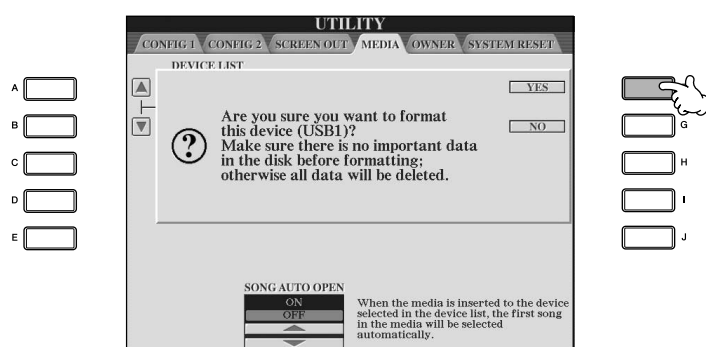 UTILITY
CONFIG 1 CONFIG 2 SCREEN OUT MEDIA OWNER SYSTEM RESET
DEVICE LIST
A
B
C
D
E
YES
NO
Are you sure you want to format
this device (USB1)?
Make sure there is no important data
in the disk before formatting;
otherwise all data will be deleted.
?
G
H
I
J
SONG AUTO OPEN
ON
OFF
When the media is inserted to the device
selected in the device list, the first song
in the media will be selected
automatically.